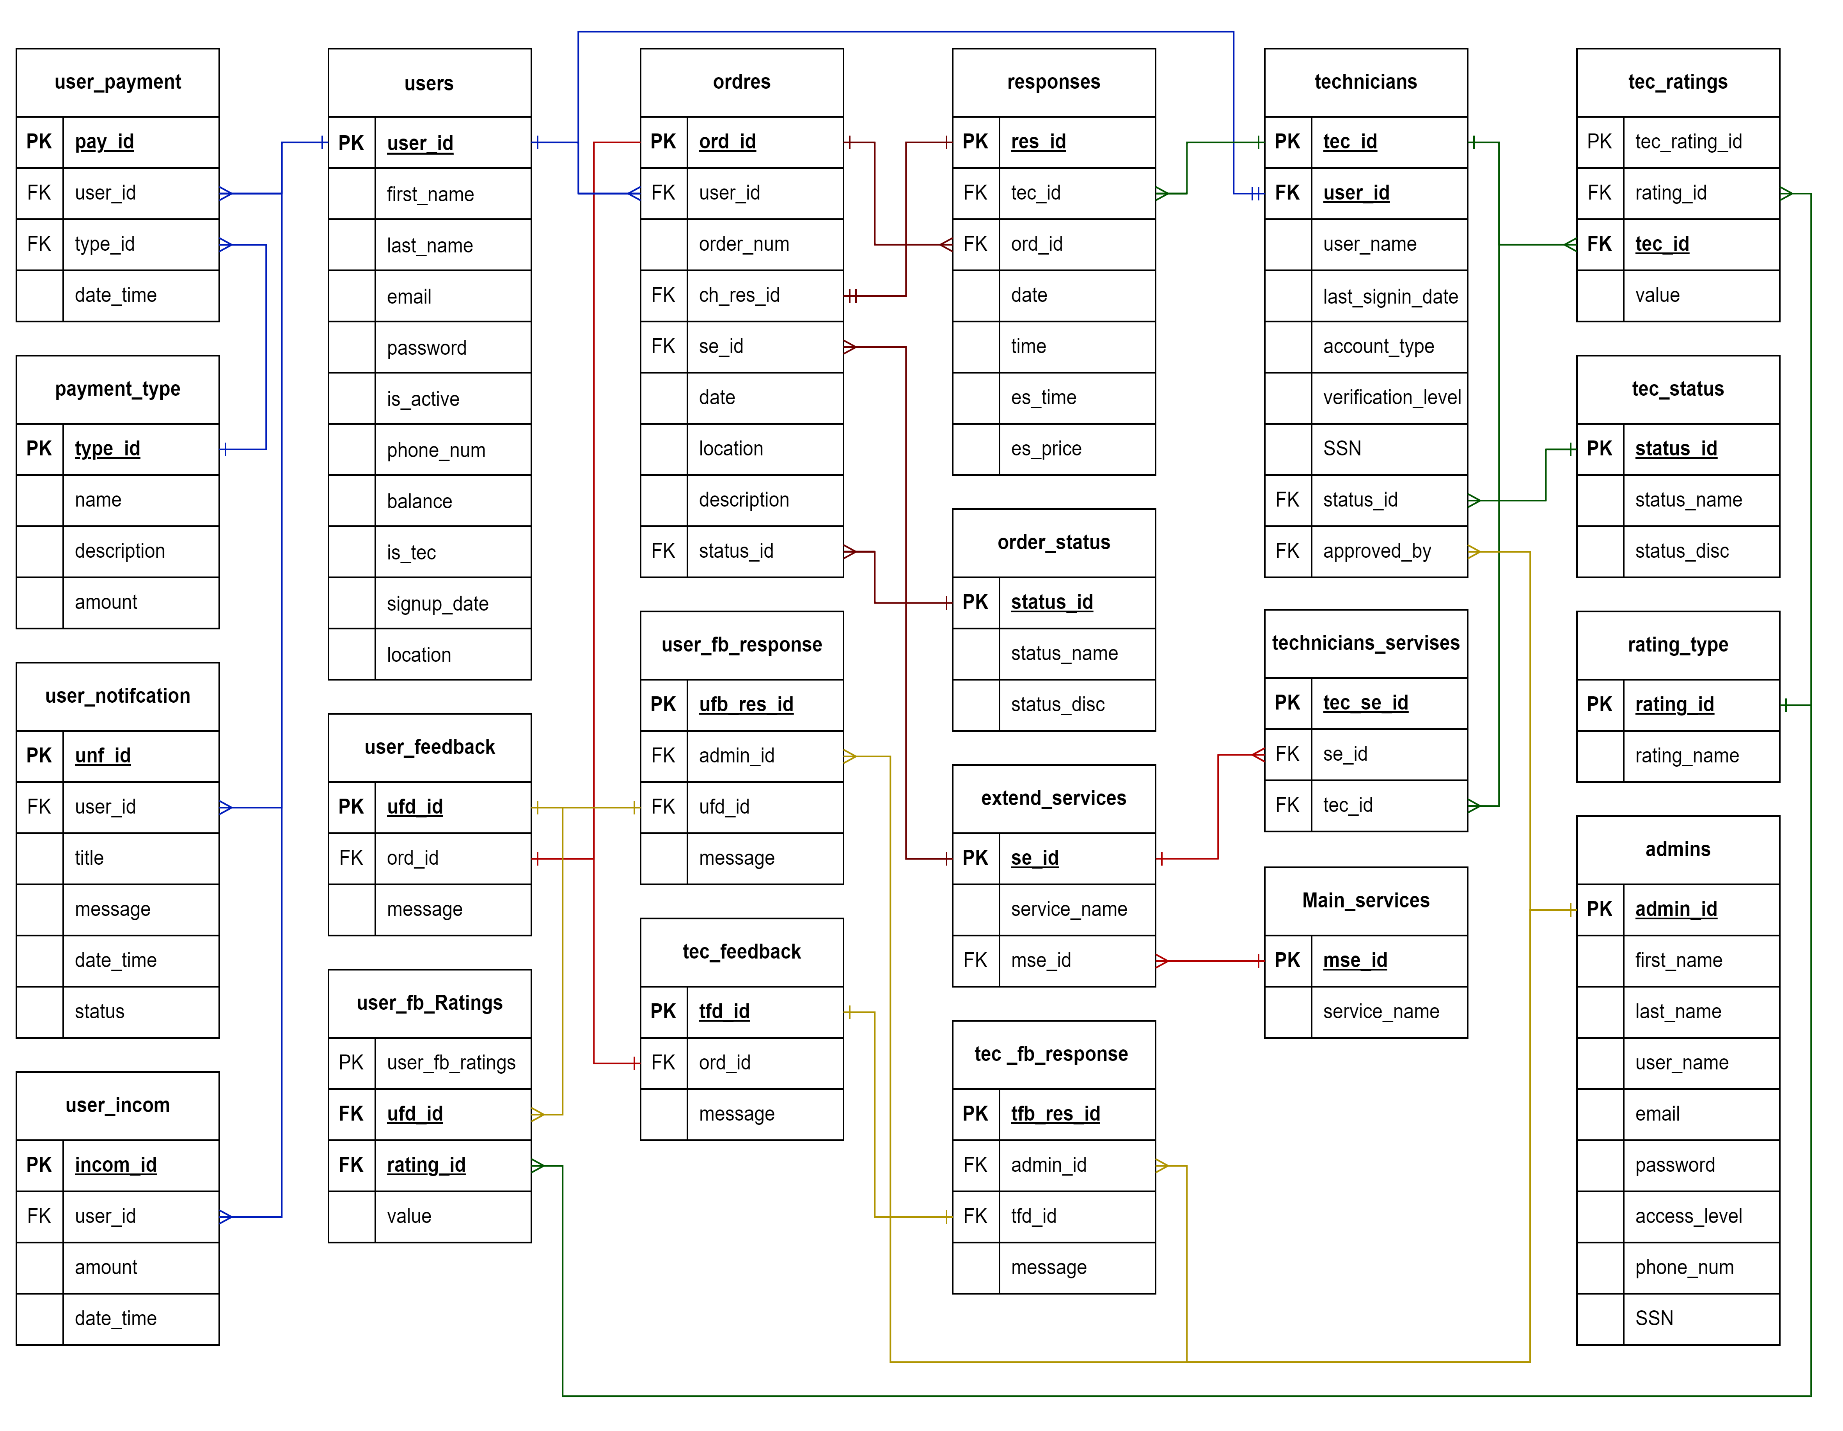 user_payment
PK pay_id
FK user_id
FK type_id
date_time
payment_type
PK type_id
name
description
amount
user_notifcation
PK unf_id
FK user_id
title
message
date_time
status
user_incom
PK incom_id
FK user_id
amount
date_time
users
PK user_id
first_name
last_name
email
password
is_active
phone_num
balance
is_tec
signup_date
location
user_feedback
PK ufd_id
FK ord_id
message
user_fb_Ratings
PK user_fb_ratings
FK ufd_id
FK rating_id
value
ordres
PK ord_id
FK user_id
order_num
FK ch_res_id
FK se_id
date
location
description
FK status_id
user_fb_response
PK ufb_res_id
FK admin_id
FK ufd_id
message
tec_feedback
PK tfd_id
FK ord_id
message
responses
PK res_id
FK tec_id
FK ord_id
date
time
es_time
es_price
order_status
PK status_id
status_name
status_disc
extend_services
PK se_id
service_name
FK mse_id
tec _fb_response
PK tfb_res_id
FK admin_id
FK tfd_id
message
technicians
PK tec_id
FK user_id
user_name
last_signin_date
account_type
verification_level
SSN
FK status_id
FK approved_by
technicians_servises
PK tec_se_id
FK se_id
FK tec_id
Main_services
PK mse_id
service_name
tec_ratings
PK tec_rating_id
FK rating_id
FK tec_id
value
tec_status
PK status_id
status_name
status_disc
rating_type
PK rating_id
rating_name
admins
PK admin_id
first_name
last_name
user_name
email
password
access_level
phone_num
SSN